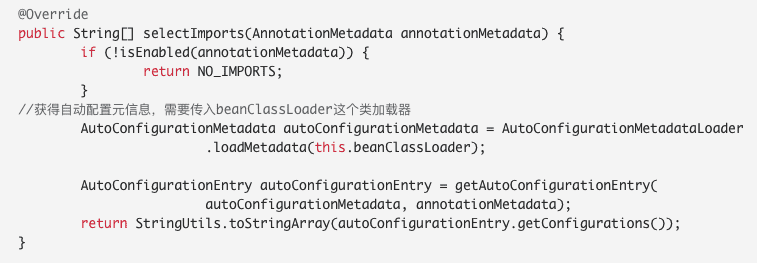 @Override
public String[] selectImports(AnnotationMetadata annotationMetadata) {
if (!isEnabled(annotationMetadata)) {
return NO_IMPORTS;
}
//获得自动配置元信息，需要传入beanClassLoader这个类加载器
AutoConfigurationMetadata autoConfigurationMetadata = AutoConfigurationMetadataLoader
.loadMetadata(this.beanClassLoader);
AutoConfigurationEntry autoConfigurationEntry = getAutoConfigurationEntry(
autoConfigurationMetadata, annotationMetadata);
return StringUtils.toStringArray(autoConfigurationEntry.getConfigurations());
}